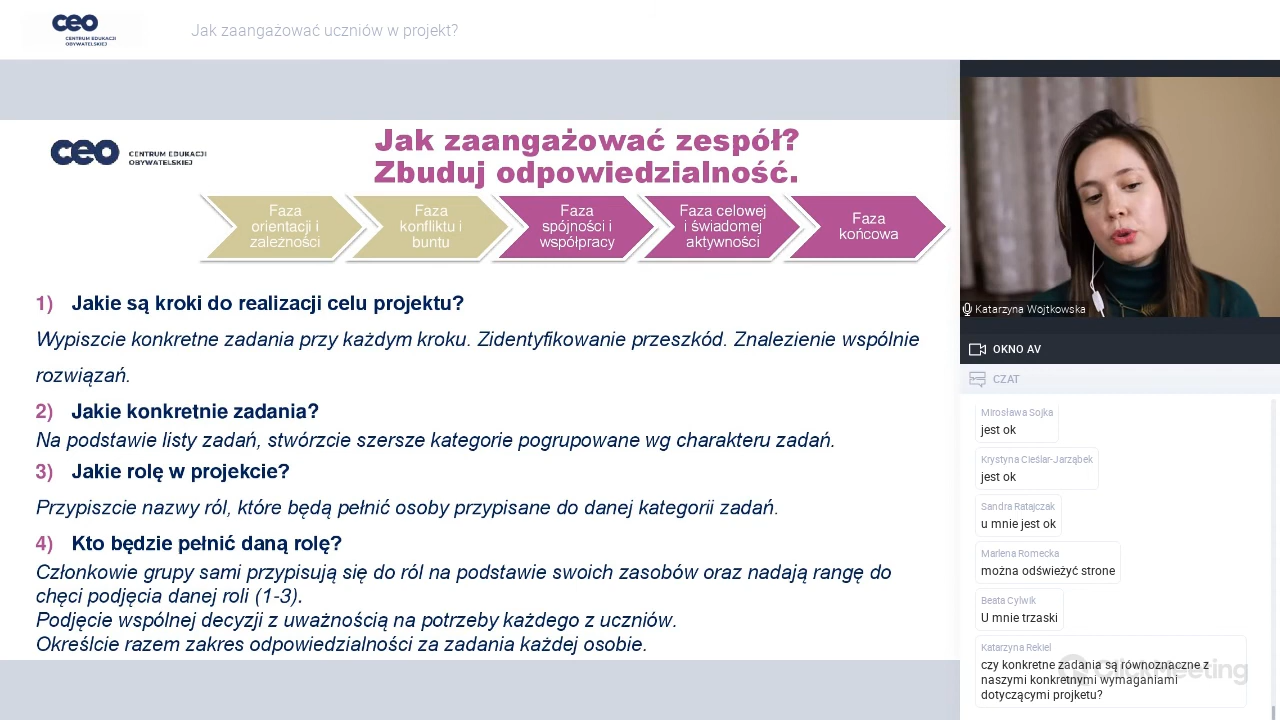 ceo
CENTRUM EDUKACJI
OBYWATELSKIEJ
Jak zaangażować uczniów w projekt?
ceo
CENTRUM EDUKACJI
OBYWATELSKIEJ
Jak zaangażować zespół?
Zbuduj odpowiedzialność.
Faza
orientacji i
zależności
Faza
konfliktu i
buntu
Faza
spójności i
współpracy
Faza celowej
i świadomej
aktywności
Faza
końcowa
1) Jakie są kroki do realizacji celu projektu?
Wypiszcie konkretne zadania przy każdym kroku. Zidentyfikowanie przeszkód. Znalezienie wspólnie
rozwiązań.
2) Jakie konkretnie zadania?
Na podstawie listy zadań, stwórzcie szersze kategorie pogrupowane wg charakteru zadań.
3) Jakie rolę w projekcie?
Przypiszcie nazwy ról, które będą pełnić osoby przypisane do danej kategorii zadań.
4) Kto będzie pełnić daną rolę?
Członkowie grupy sami przypisują się do ról na podstawie swoich zasobów oraz nadają rangę do
chęci podjęcia danej roli (1-3).
Podjęcie wspólnej decyzji z uważnością na potrzeby każdego z uczniów.
Określcie razem zakres odpowiedzialności za zadania każdej osobie.
Katarzyna Wojtkowska
OKNO AV
CZAT
Mirosława Sojka
jest ok
Krystyna Cieślar-Jarząbek
jest ok
Sandra Ratajczak
u mnie jest ok
Marlena Romecka
można odświeżyć strone
Beata Cylwik
U mnie trzaski
Katarzyna Rekiel
czy konkretne zadania są równoznaczne z
naszymi konkretnymi wymaganiami
dotyczącymi projketu?
ClickMeeting